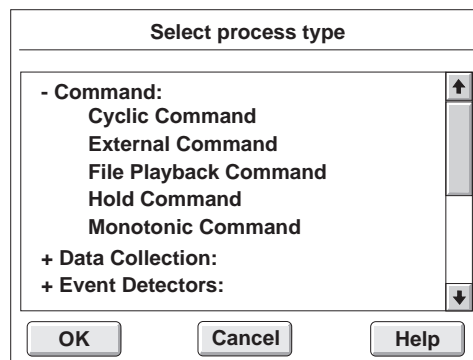 Select process type
- Command:
Cyclic Command
External Command
File Playback Command
Hold Command
Monotonic Command
+ Data Collection:
+ Event Detectors:
OK Cancel Help